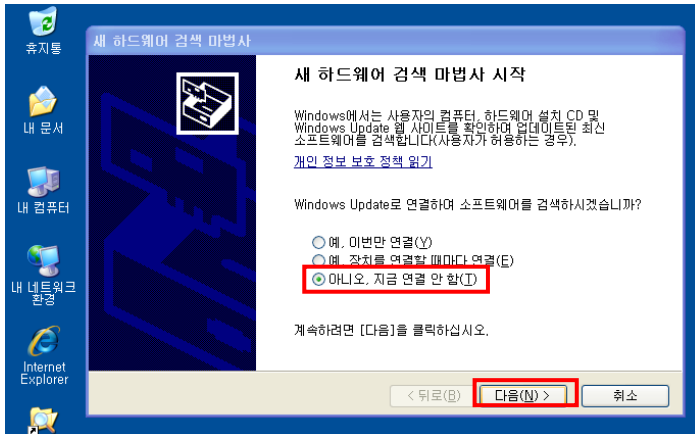 휴지통
내 문서
내 컴퓨터
내 네트워크
환경
Internet
Explorer
새 하드웨어 검색 마법사
새 하드웨어 검색 마법사 시작
Windows에서는 사용자의 컴퓨터, 하드웨어 설치 CD 및
Windows Update 웹 사이트를 확인하여 업데이트된 최신
소프트웨어를 검색합니다(사용자가 허용하는 경우).
개인 정보 보호 정책 읽기
Windows Update로 연결하여 소프트웨어를 검색하시겠습니까?
예, 이번만 연결(Y)
예, 장치를 연결할 때마다 연결(E)
아니오, 지금 연결 안 함(T)
계속하려면 [다음]을 클릭하십시오.
< 뒤로(B)
다음(N) >
취소